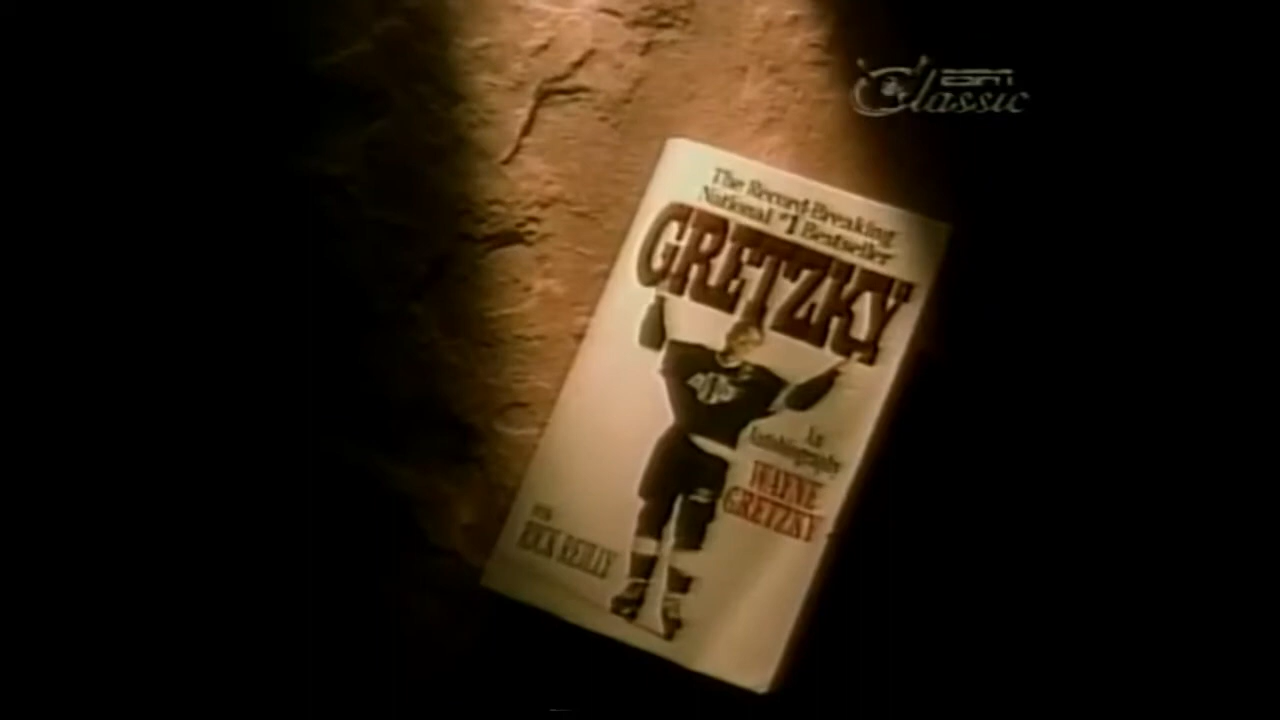 Classic
The Record-Breaking
National #1 Bestseller
GRETZKY
An
Autobiography
WAYNE
GRETZKY
RICK REILLY